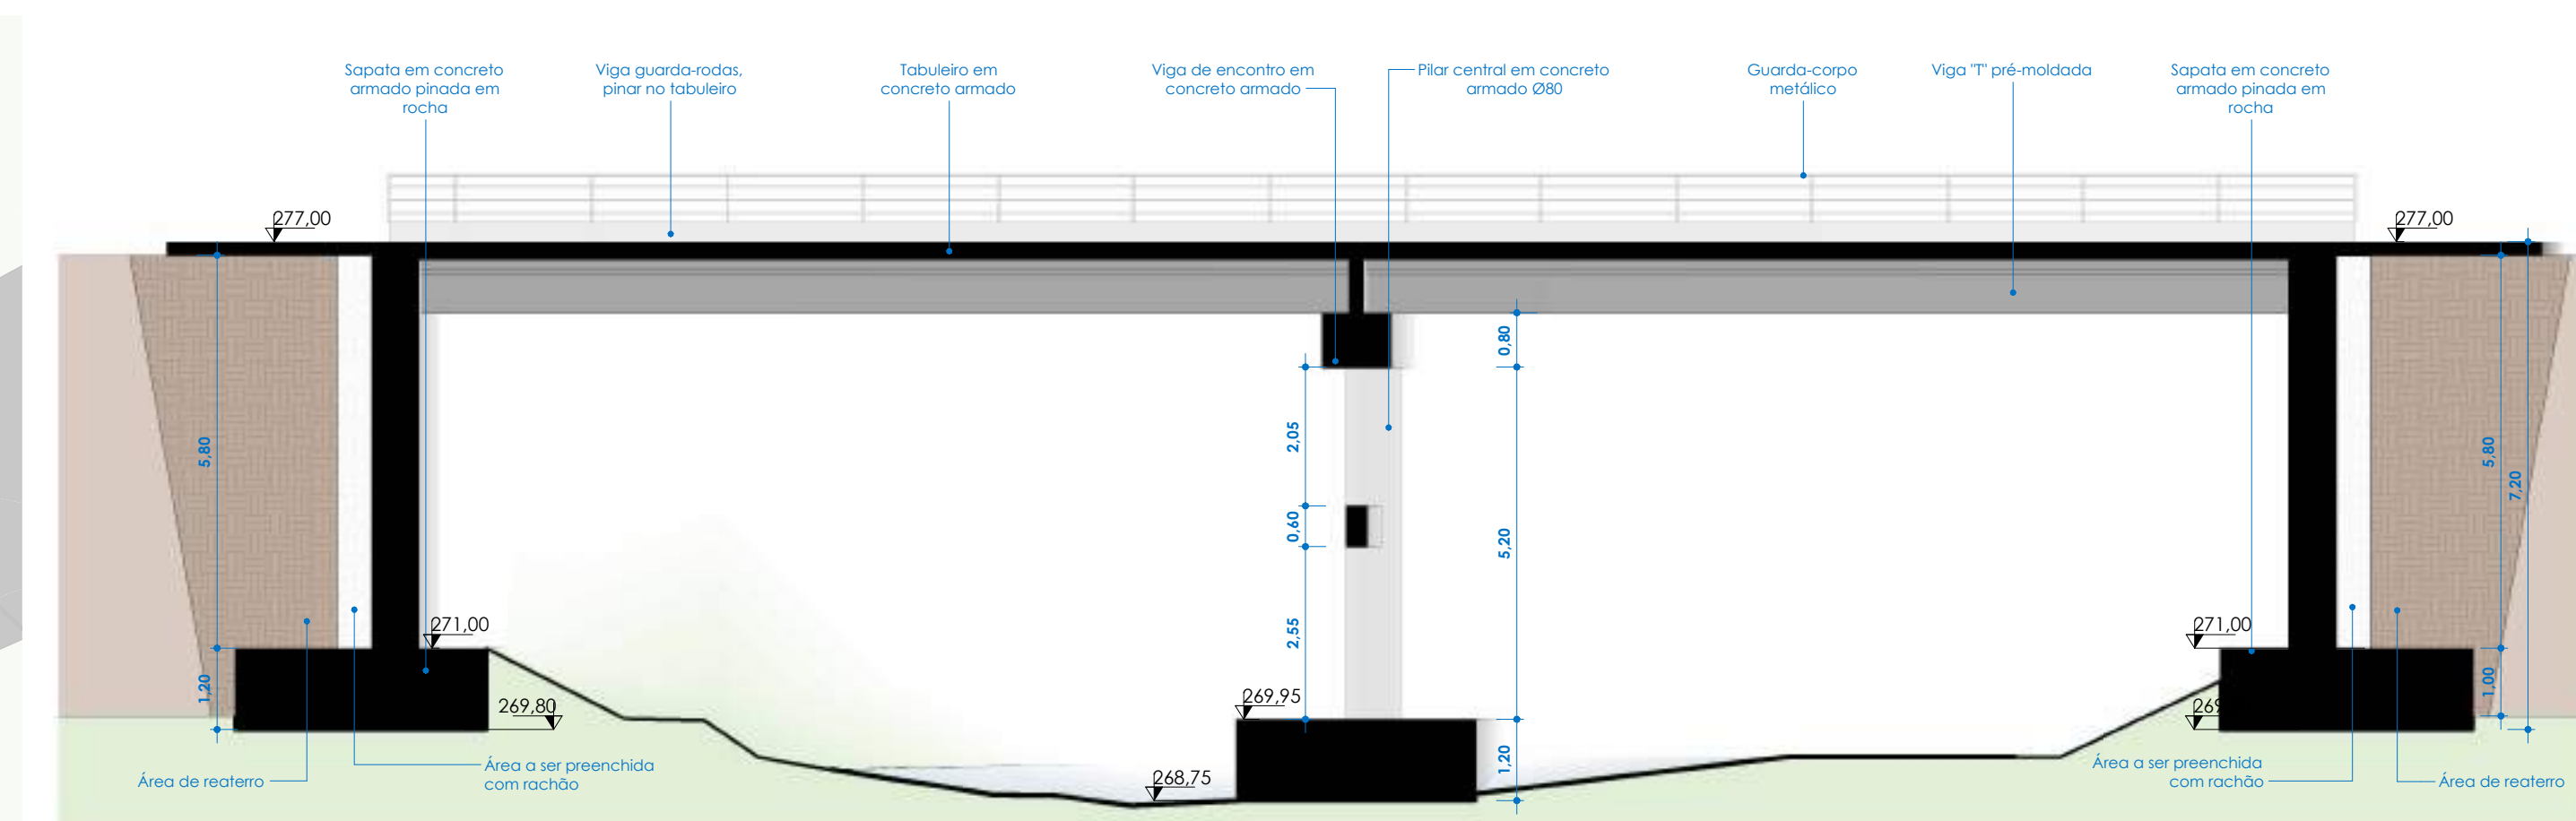 Sapata em concreto
armado pinada em
rocha
Viga guarda-rodas,
pinar no tabuleiro
Tabuleiro em
concreto armado
Viga de encontro em
concreto armado
Pilar central em concreto
armado Ø80
Guarda-corpo
metálico
Viga "T" pré-moldada
Sapata em concreto
armado pinada em
rocha
277,00
277,00
0,80
2,05
5,80
5,80
7,20
0,60
5,20
2,55
271,00
271,00
1,20
1,00
269,80
269,95
269
1,20
268,75
Área de reaterro
Área a ser preenchida
com rachão
Área a ser preenchida
com rachão
Área de reaterro